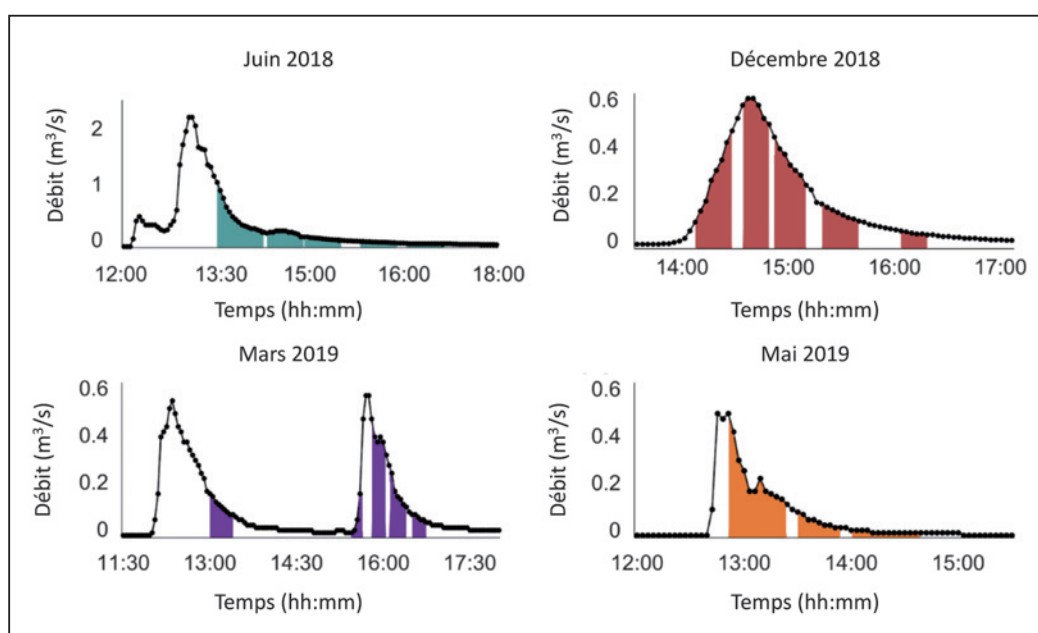 Juin 2018
Débit (m³/s)
2
1
0
12:00 13:30 15:00 16:00 18:00
Temps (hh:mm)
Décembre 2018
Débit (m³/s)
0.6
0.4
0.2
0
14:00 15:00 16:00 17:00
Temps (hh:mm)
Mars 2019
Débit (m³/s)
0.6
0.4
0.2
0
11:30 13:00 14:30 16:00 17:30
Temps (hh:mm)
Mai 2019
Débit (m³/s)
0.6
0.4
0.2
0
12:00 13:00 14:00 15:00
Temps (hh:mm)